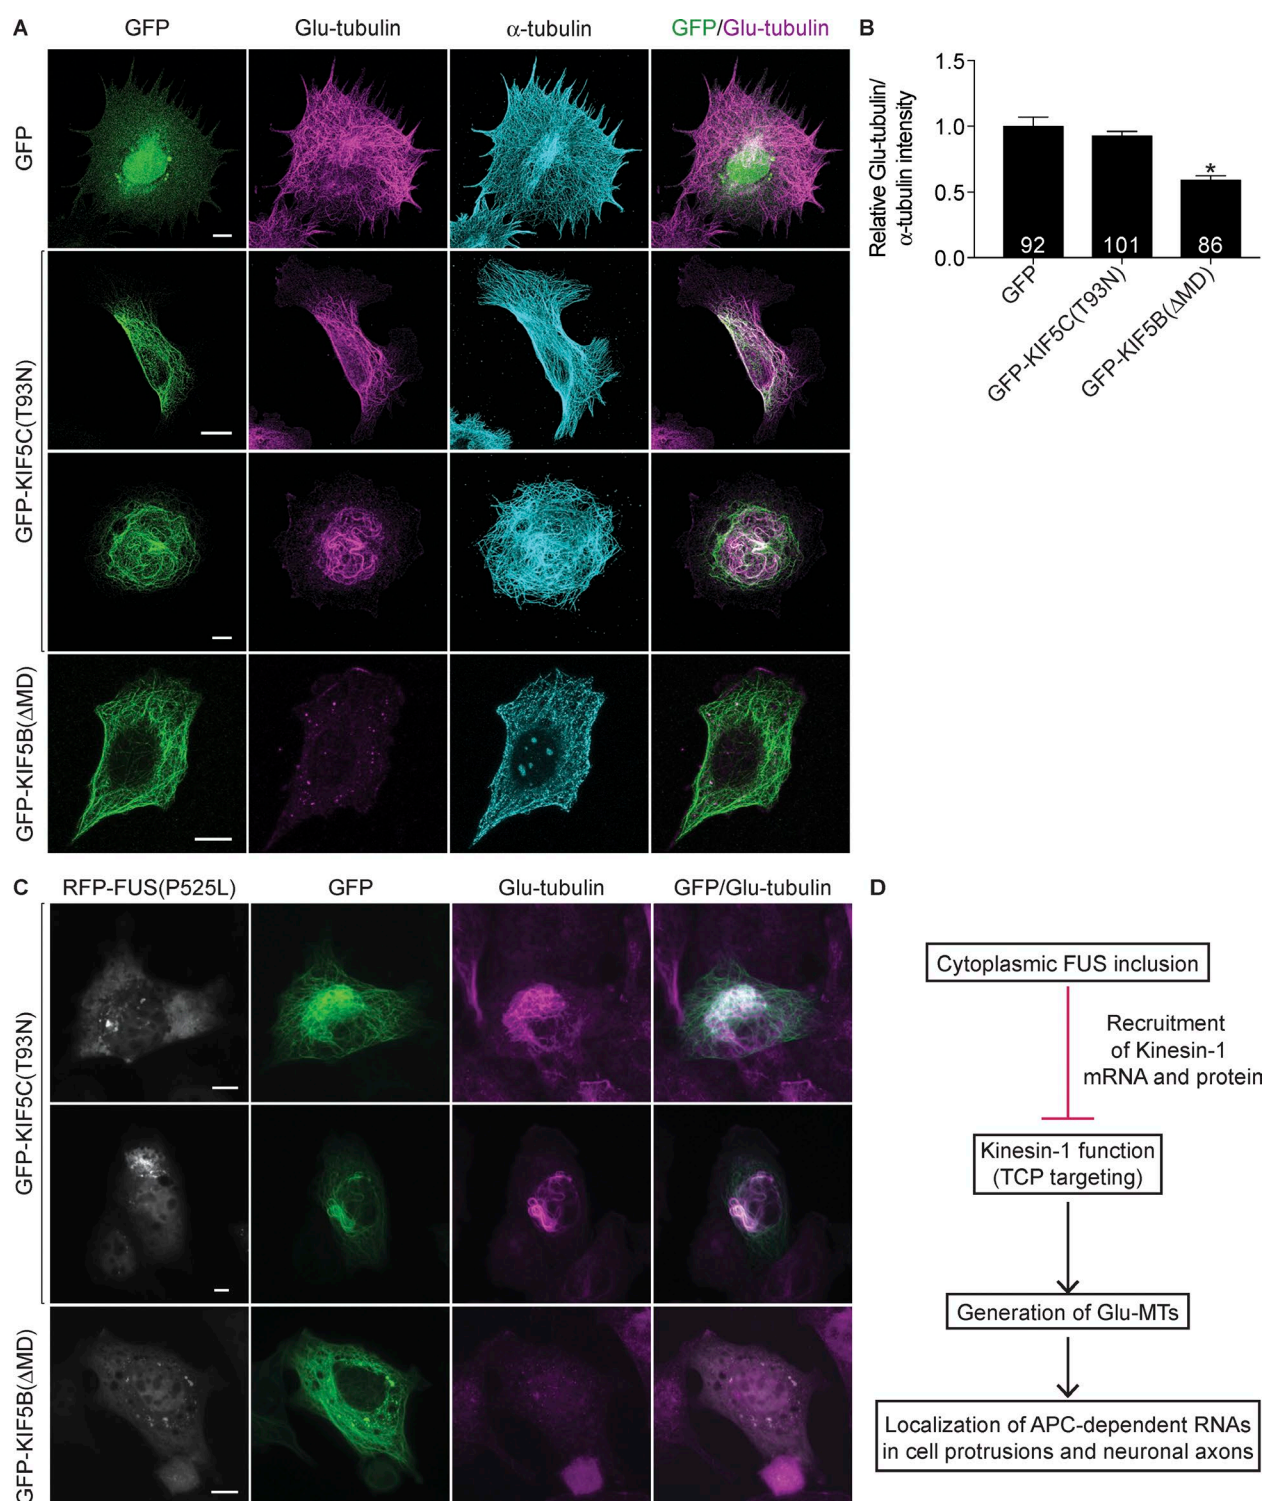 A
GFP
Glu-tubulin
α-tubulin
GFP/Glu-tubulin
GFP
GFP-KIF5C(T93N)
GFP-KIF5B(ΔMD)
B
Relative Glu-tubulin/
α-tubulin intensity
1.5
1.0
0.5
0.0
*
92
101
86
GFP
GFP-KIF5C(T93N)
GFP-KIF5B(ΔMD)
C
RFP-FUS(P525L)
GFP
Glu-tubulin
GFP/Glu-tubulin
GFP-KIF5C(T93N)
GFP-KIF5B(ΔMD)
D
Cytoplasmic FUS inclusion
Recruitment
of Kinesin-1
mRNA and protein
Kinesin-1 function
(TCP targeting)
Generation of Glu-MTs
Localization of APC-dependent RNAs
in cell protrusions and neuronal axons